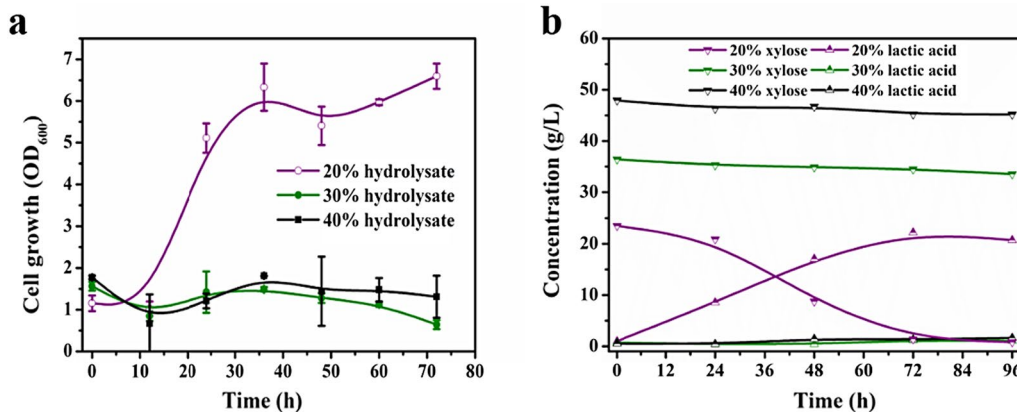 a
7
6
5
4
3
2
1
0
Cell growth (OD600)
20% hydrolysate
30% hydrolysate
40% hydrolysate
0 10 20 30 40 50 60 70 80
Time (h)
b
60
50
40
30
20
10
0
Concentration (g/L)
20% xylose 20% lactic acid
30% xylose 30% lactic acid
40% xylose 40% lactic acid
0 12 24 36 48 60 72 84 96
Time (h)